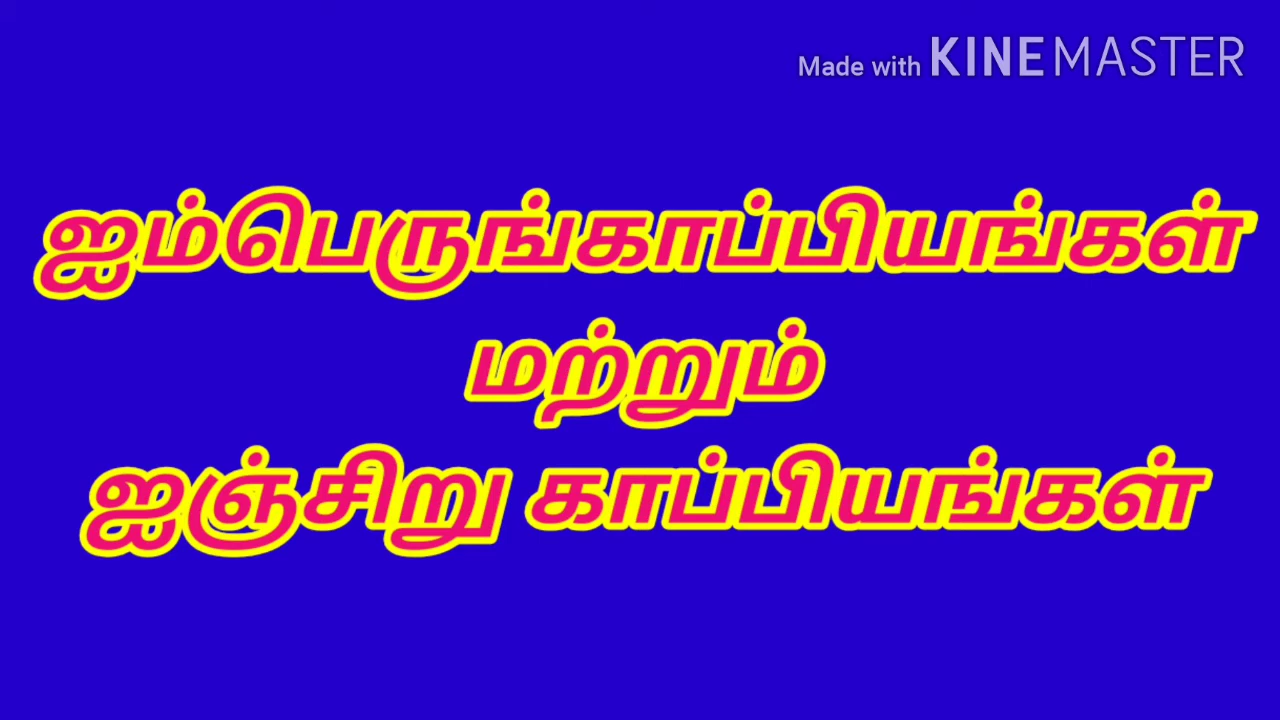 Made with KINEMASTER
ஐம்பெருங்காப்பியங்கள்
மற்றும்
ஐஞ்சிறு காப்பியங்கள்